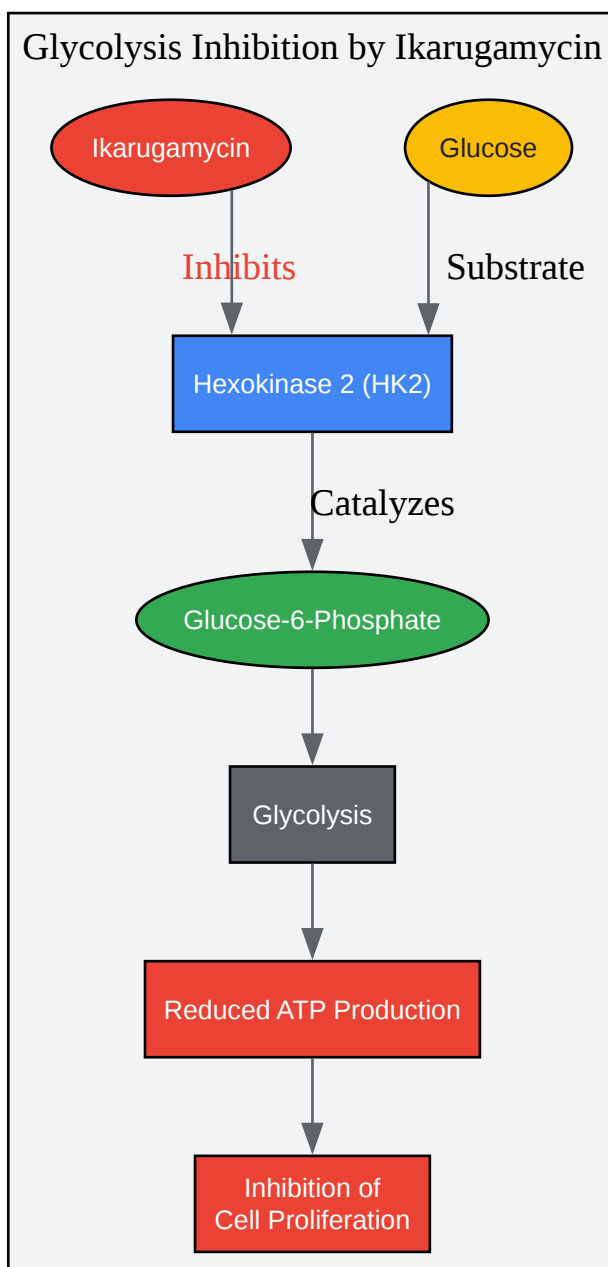 Glycolysis Inhibition by Ikarugamycin
Ikarugamycin
Glucose
Inhibits
Substrate
Hexokinase 2 (HK2)
Catalyzes
Glucose-6-Phosphate
Glycolysis
Reduced ATP Production
Inhibition of
Cell Proliferation